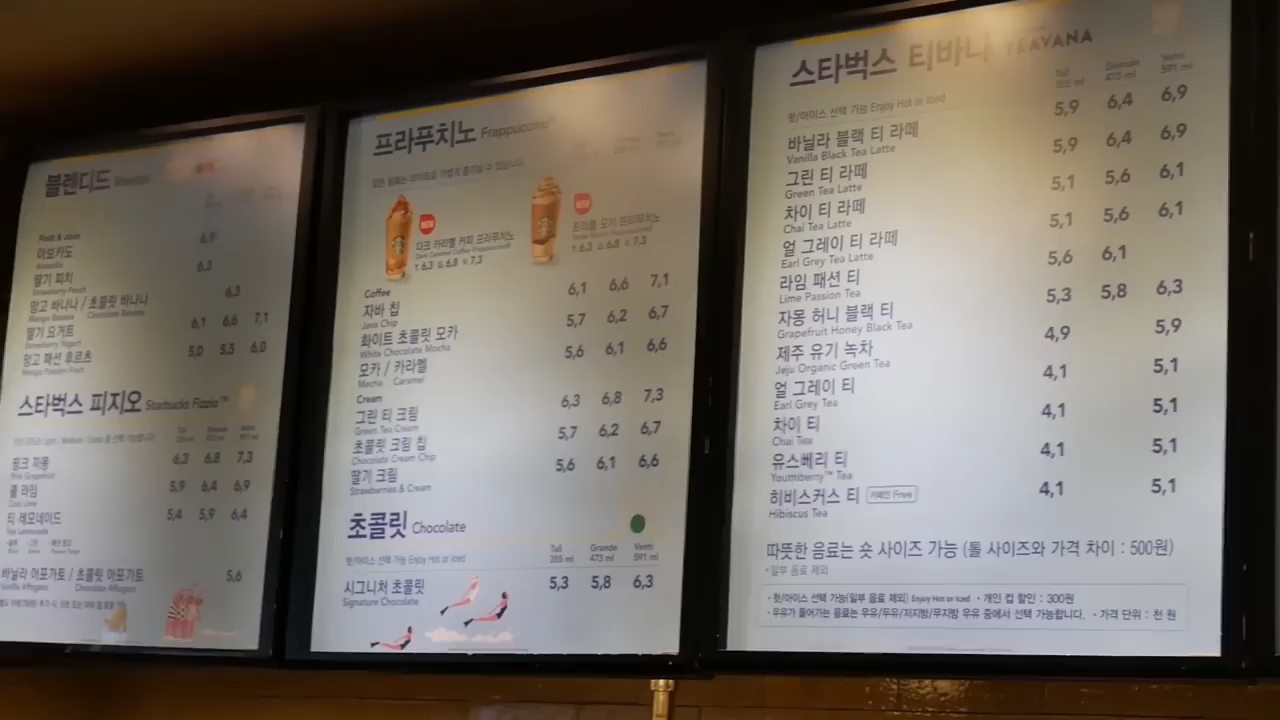 블렌디드
Fresh & Juice
6,9
아보카도
Avocado
6,3
딸기 피치
Strawberry Peach
6,3
망고 바나나 / 초콜릿 바나나
Mango Banana Chocolate Banana
6,1 6,6 7,1
딸기 요거트
Strawberry Yogurt
5,0 5,5 6,0
망고 패션 후르츠
Mango Passion Fruit
스타벅스 피지오 Starbucks Fizzio™
Tall Grande Venti
355 ml 473 ml 591 ml
6,3 6,8 7,3
핑크 자몽
Pink Grapefruit
5,9 6,4 6,9
쿨 라임
Cool Lime
5,4 5,9 6,4
티 레모네이드
Tea Lemonade
5,6
바닐라 아포가토 / 초콜릿 아포가토
Vanilla Affogato Chocolate Affogato
프라푸치노 Frappuccino®
NEW
다크 카라멜 커피 프라푸치노
Dark Caramel Coffee Frappuccino®
T. 6,3 G. 6,8 V. 7,3
NEW
트리플 모카 프라푸치노
T. 6,3 G. 6,8 V. 7,3
Coffee
6,1 6,6 7,1
자바 칩
Java Chip
5,7 6,2 6,7
화이트 초콜릿 모카
White Chocolate Mocha
5,6 6,1 6,6
모카 / 카라멜
Mocha Caramel
Cream
6,3 6,8 7,3
그린 티 크림
Green Tea Cream
5,7 6,2 6,7
초콜릿 크림 칩
Chocolate Cream Chip
5,6 6,1 6,6
딸기 크림
Strawberries & Cream
초콜릿 Chocolate
Tall Grande Venti
355 ml 473 ml 591 ml
핫/아이스 선택 가능 Enjoy Hot or Iced
시그니처 초콜릿 5,3 5,8 6,3
Signature Chocolate
스타벅스 티바나 TEAVANA
Tall Grande Venti
355 ml 473 ml 591 ml
핫/아이스 선택 가능 Enjoy Hot or Iced
5,9 6,4 6,9
바닐라 블랙 티 라떼
Vanilla Black Tea Latte
5,9 6,4 6,9
그린 티 라떼
Green Tea Latte
5,1 5,6 6,1
차이 티 라떼
Chai Tea Latte
5,1 5,6 6,1
얼 그레이 티 라떼
Earl Grey Tea Latte
5,6 6,1
라임 패션 티
Lime Passion Tea
5,3 5,8 6,3
자몽 허니 블랙 티
Grapefruit Honey Black Tea
4,9 5,9
제주 유기 녹차
Jeju Organic Green Tea
4,1 5,1
얼 그레이 티
Earl Grey Tea
4,1 5,1
차이 티
Chai Tea
4,1 5,1
유스베리 티
Youthberry™ Tea
4,1 5,1
히비스커스 티 카페인 Free
Hibiscus Tea
따뜻한 음료는 숏 사이즈 가능 (톨 사이즈와 가격 차이 : 500원)
*일부 음료 제외
· 핫/아이스 선택 가능(일부 음료 제외) Enjoy Hot or Iced · 개인 컵 할인 : 300원
· 우유가 들어가는 음료는 우유/두유/저지방/무지방 우유 중에서 선택 가능합니다. · 가격 단위 : 천 원